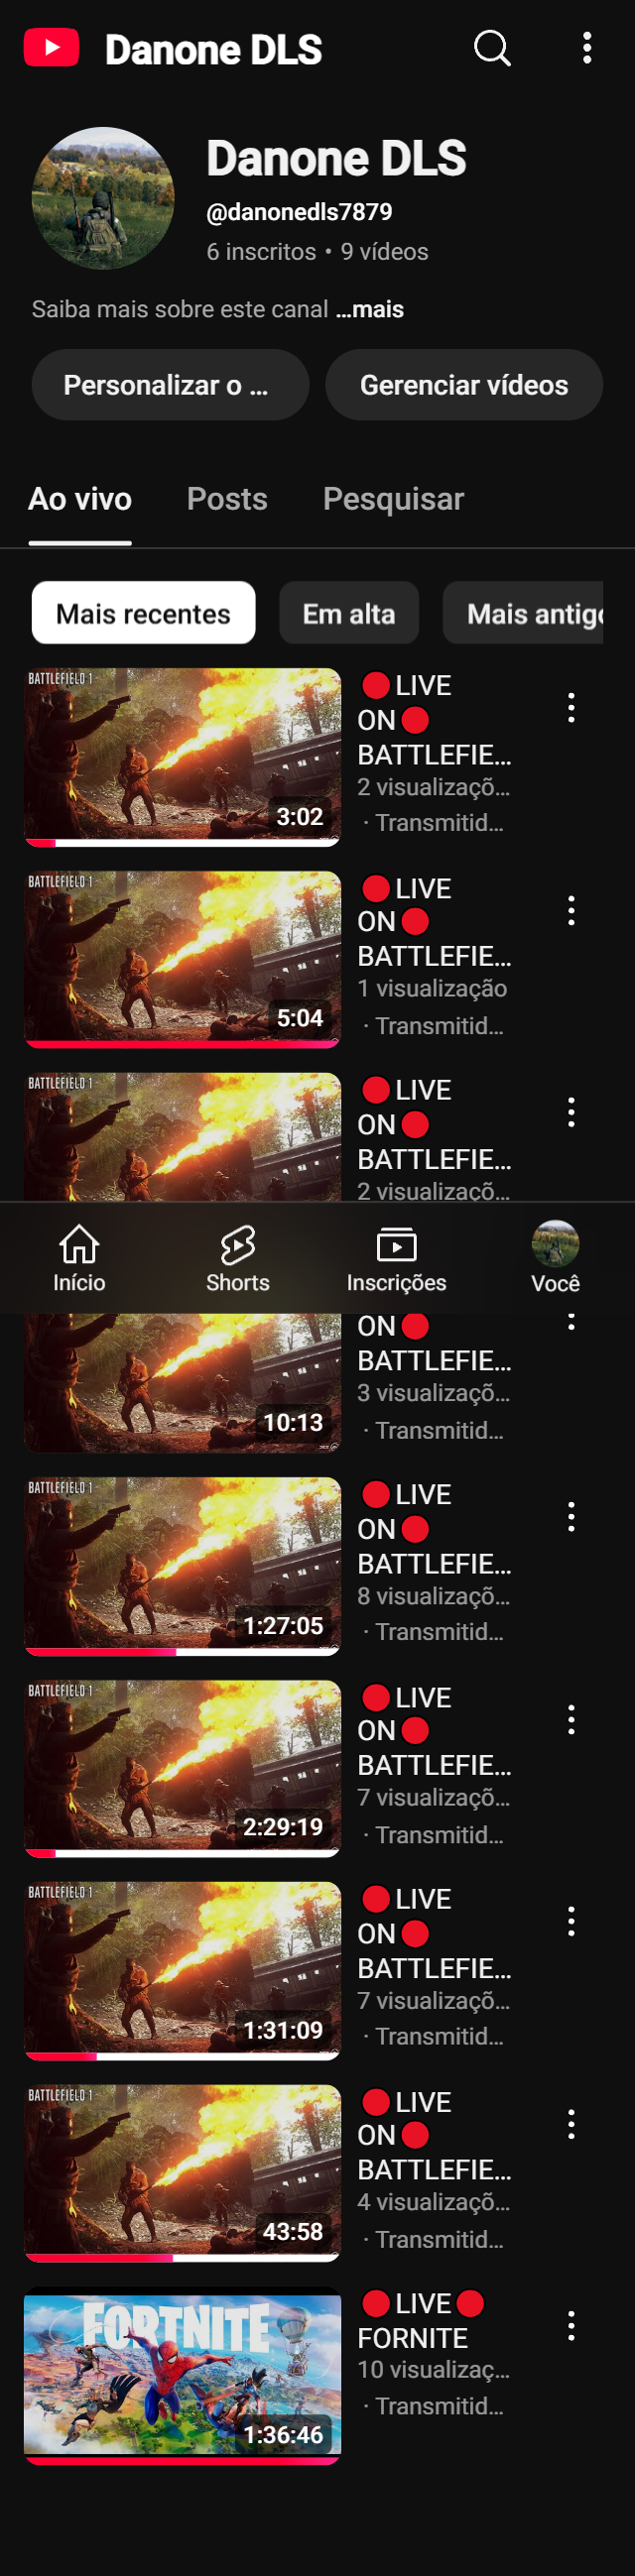 Danone DLS
Danone DLS
@danonedls7879
6 inscritos • 9 vídeos
Saiba mais sobre este canal ...mais
Personalizar o ...
Gerenciar vídeos
Ao vivo
Posts
Pesquisar
Mais recentes
Em alta
Mais antigo
BATTLEFIELD 1
3:02
🔴LIVE
ON🔴
BATTLEFIE...
2 visualizaçõ...
· Transmitid...
BATTLEFIELD 1
5:04
🔴LIVE
ON🔴
BATTLEFIE...
1 visualização
· Transmitid...
BATTLEFIELD 1
🔴LIVE
ON🔴
BATTLEFIE...
2 visualizaçõ...
Início
Shorts
Inscrições
Você
10:13
ON🔴
BATTLEFIE...
3 visualizaçõ...
· Transmitid...
BATTLEFIELD 1
1:27:05
🔴LIVE
ON🔴
BATTLEFIE...
8 visualizaçõ...
· Transmitid...
BATTLEFIELD 1
2:29:19
🔴LIVE
ON🔴
BATTLEFIE...
7 visualizaçõ...
· Transmitid...
BATTLEFIELD 1
1:31:09
🔴LIVE
ON🔴
BATTLEFIE...
7 visualizaçõ...
· Transmitid...
BATTLEFIELD 1
43:58
🔴LIVE
ON🔴
BATTLEFIE...
4 visualizaçõ...
· Transmitid...
FORTNITE
1:36:46
🔴LIVE🔴
FORNITE
10 visualizaç...
· Transmitid...